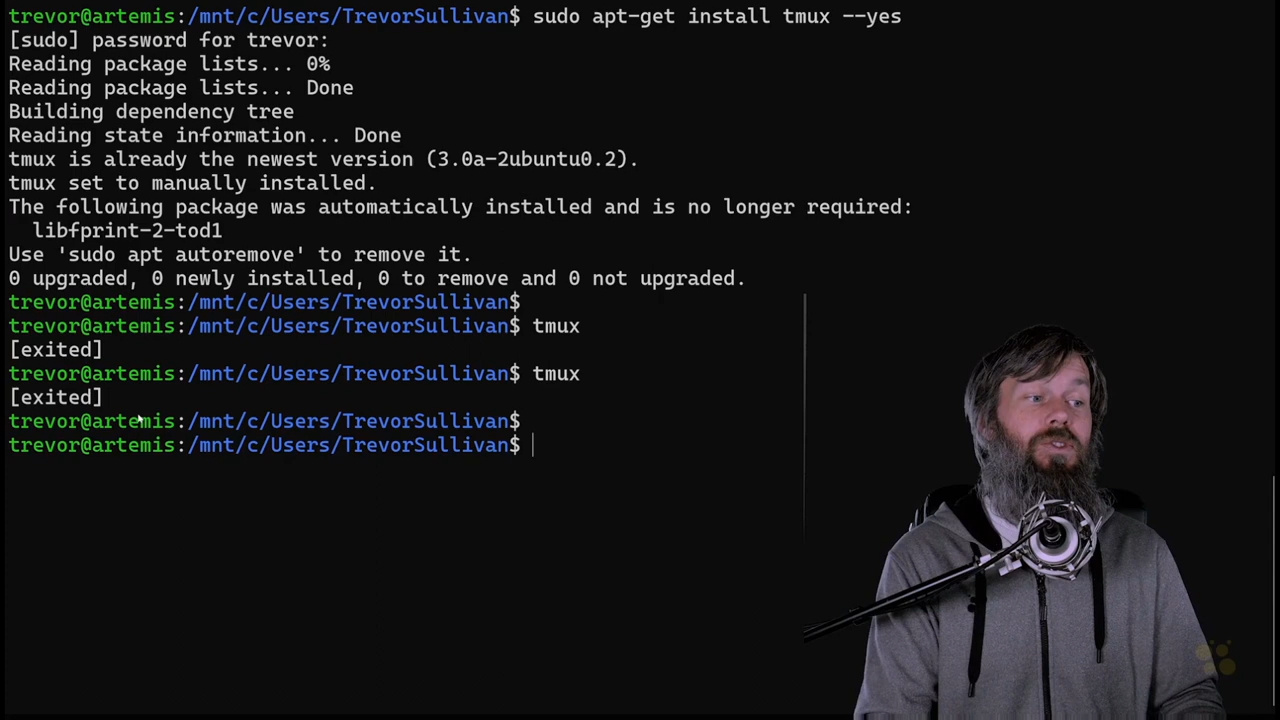 trevor@artemis:/mnt/c/Users/TrevorSullivan$ sudo apt-get install tmux --yes
[sudo] password for trevor:
Reading package lists... 0%
Reading package lists... Done
Building dependency tree
Reading state information... Done
tmux is already the newest version (3.0a-2ubuntu0.2).
tmux set to manually installed.
The following package was automatically installed and is no longer required:
  libfprint-2-tod1
Use 'sudo apt autoremove' to remove it.
0 upgraded, 0 newly installed, 0 to remove and 0 not upgraded.
trevor@artemis:/mnt/c/Users/TrevorSullivan$
trevor@artemis:/mnt/c/Users/TrevorSullivan$ tmux
[exited]
trevor@artemis:/mnt/c/Users/TrevorSullivan$ tmux
[exited]
trevor@artemis:/mnt/c/Users/TrevorSullivan$
trevor@artemis:/mnt/c/Users/TrevorSullivan$